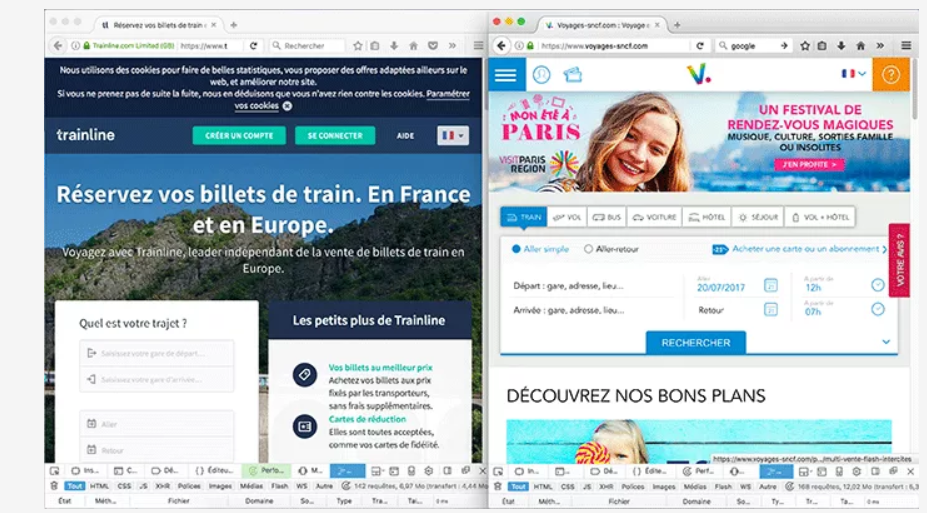 Réservez vos billets de train
Trainline.com Limited (GB)
https://www.t
Rechercher
Nous utilisons des cookies pour faire de belles statistiques, vous proposer des offres adaptées ailleurs sur le
web, et améliorer notre site.
Si vous ne prenez pas de suite la fuite, nous en déduisons que vous n'avez rien contre les cookies. Paramétrer
vos cookies
trainline
CRÉER UN COMPTE
SE CONNECTER
AIDE
Réservez vos billets de train. En France
et en Europe.
Voyagez avec Trainline, leader indépendant de la vente de billets de train en
Europe.
Quel est votre trajet ?
Saisissez votre gare de départ...
Saisissez votre gare d'arrivée...
Aller
Retour
Les petits plus de Trainline
Vos billets au meilleur prix
Achetez vos billets aux prix
fixés par les transporteurs,
sans frais supplémentaires.
Cartes de réduction
Elles sont toutes acceptées,
comme vos cartes de fidélité.
Ins... C... Dé... {} Éditeu... Perfo... M...
Tout HTML CSS JS XHR Polices Images Médias Flash WS Autre 142 requêtes, 6,97 Mo (transfert : 4,44 Mo
État Méth... Fichier Domaine So... Type Tra... Tai... 0 ms
V. Voyages-sncf.com : Voyage
https://www.voyages-sncf.com
google
V.
?
MON ÉTÉ
À
PARIS
VISITPARIS
REGION
UN FESTIVAL DE
RENDEZ-VOUS MAGIQUES
MUSIQUE, CULTURE, SORTIES FAMILLE
OU INSOLITES
J'EN PROFITE >
TRAIN
VOL
BUS
VOITURE
HÔTEL
SÉJOUR
VOL + HÔTEL
Aller simple
Aller-retour
Acheter une carte ou un abonnement
VOTRE AVIS ?
Départ : gare, adresse, lieu...
Aller
20/07/2017
À partir de
12h
Arrivée : gare, adresse, lieu...
Retour
À partir de
07h
RECHERCHER
DÉCOUVREZ NOS BONS PLANS
https://www.voyages-sncf.com/p.../multi-vente-flash-intercites
In... C... Dé... {} Édite... Perf...
Tout HTML CSS JS XHR Polices Images Médias Flash WS Autre 168 requêtes, 12,02 Mo (transfert : 5,3
État Méth... Fichier Domaine So... Ty... Tr... Ta... 0 ms